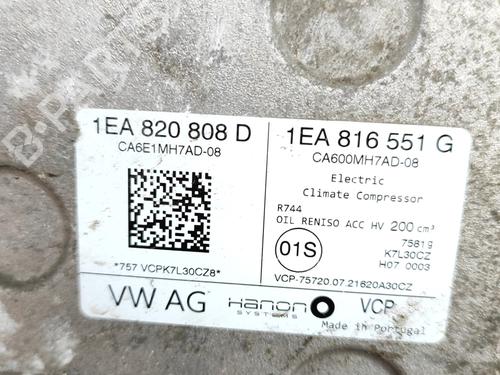 1EA 820 808 D
CA6E1MH7AD-08
*757 VCPK7L30CZ8*
1EA 816 551 G
CA600MH7AD-08
Electric
Climate Compressor
R744
OIL RENISO ACC HV 200 cm³
01S
75819
K7L30CZ
H07 0003
VCP-75720.07.21620A30CZ
VW AG
Hanon
SYSTEMS
VCP
Made in Portugal